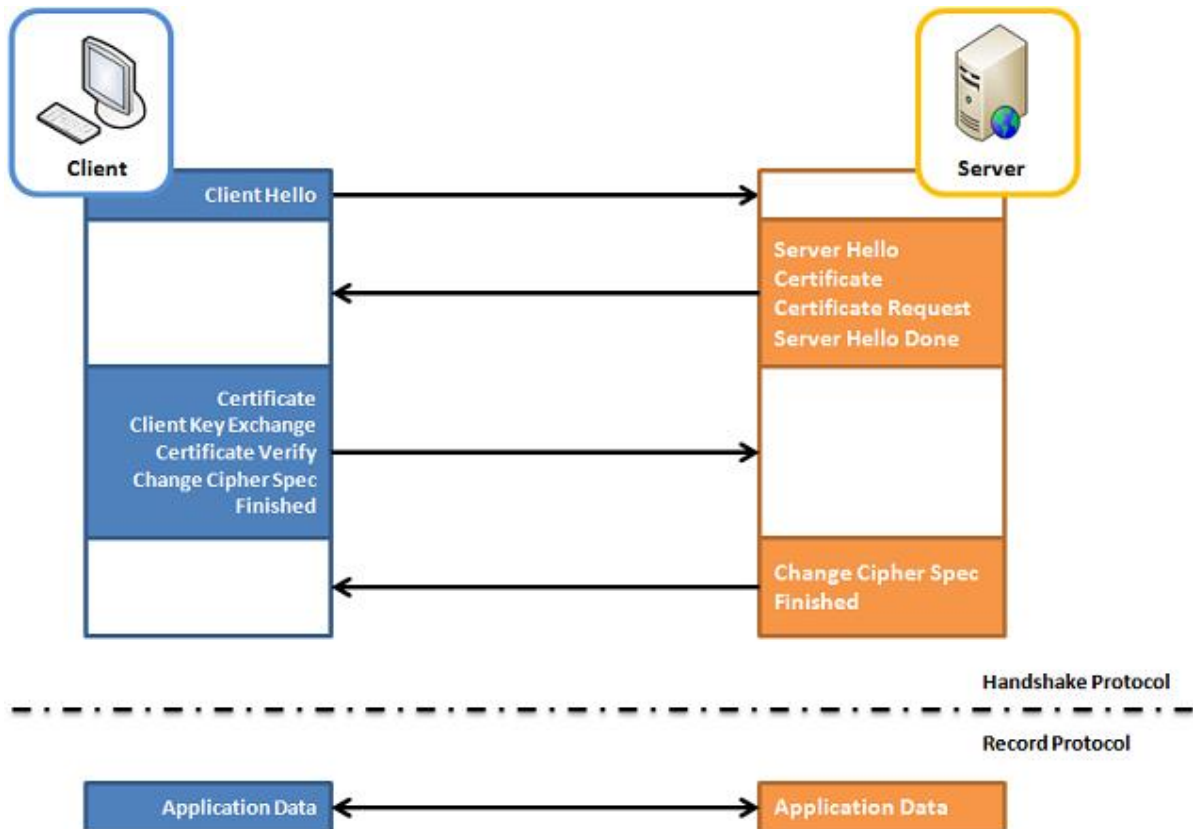 Client
Server
Client Hello
Server Hello
Certificate
Certificate Request
Server Hello Done
Certificate
Client Key Exchange
Certificate Verify
Change Cipher Spec
Finished
Change Cipher Spec
Finished
Handshake Protocol
Record Protocol
Application Data
Application Data